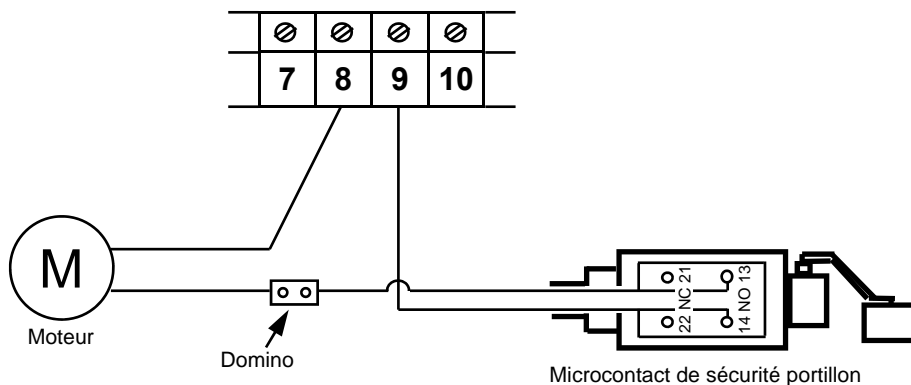 7 8 9 10
M
Moteur
Domino
NC 21
NO 13
22
14
Microcontact de sécurité portillon